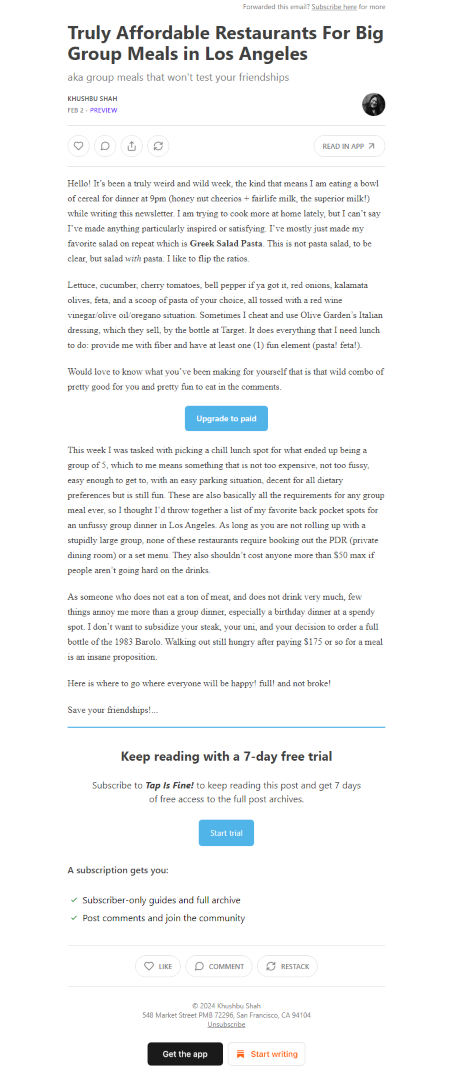 Forwarded this email? Subscribe here for more
Truly Affordable Restaurants For Big
Group Meals in Los Angeles
aka group meals that won't test your friendships
KHUSHBU SHAH
FEB 2 · PREVIEW
READ IN APP
Hello! It's been a truly weird and wild week, the kind that means I am eating a bowl
of cereal for dinner at 9pm (honey nut cheerios + fairlife milk, the superior milk!)
while writing this newsletter. I am trying to cook more at home lately, but I can't say
I've made anything particularly inspired or satisfying. I've mostly just made my
favorite salad on repeat which is Greek Salad Pasta. This is not pasta salad, to be
clear, but salad with pasta. I like to flip the ratios.
Lettuce, cucumber, cherry tomatoes, bell pepper if ya got it, red onions, kalamata
olives, feta, and a scoop of pasta of your choice, all tossed with a red wine
vinegar/olive oil/oregano situation. Sometimes I cheat and use Olive Garden's Italian
dressing, which they sell, by the bottle at Target. It does everything that I need lunch
to do: provide me with fiber and have at least one (1) fun element (pasta! feta!).
Would love to know what you've been making for yourself that is that wild combo of
pretty good for you and pretty fun to eat in the comments.
Upgrade to paid
This week I was tasked with picking a chill lunch spot for what ended up being a
group of 5, which to me means something that is not too expensive, not too fussy,
easy enough to get to, with an easy parking situation, decent for all dietary
preferences but is still fun. These are also basically all the requirements for any group
meal ever, so I thought I'd throw together a list of my favorite back pocket spots for
an unfussy group dinner in Los Angeles. As long as you are not rolling up with a
stupidly large group, none of these restaurants require booking out the PDR (private
dining room) or a set menu. They also shouldn't cost anyone more than $50 max if
people aren't going hard on the drinks.
As someone who does not eat a ton of meat, and does not drink very much, few
things annoy me more than a group dinner, especially a birthday dinner at a spendy
spot. I don't want to subsidize your steak, your uni, and your decision to order a full
bottle of the 1983 Barolo. Walking out still hungry after paying $175 or so for a meal
is an insane proposition.
Here is where to go where everyone will be happy! full! and not broke!
Save your friendships!...
Keep reading with a 7-day free trial
Subscribe to Tap Is Fine! to keep reading this post and get 7 days
of free access to the full post archives.
Start trial
A subscription gets you:
Subscriber-only guides and full archive
Post comments and join the community
LIKE
COMMENT
RESTACK
© 2024 Khushbu Shah
548 Market Street PMB 72296, San Francisco, CA 94104
Unsubscribe
Get the app
Start writing